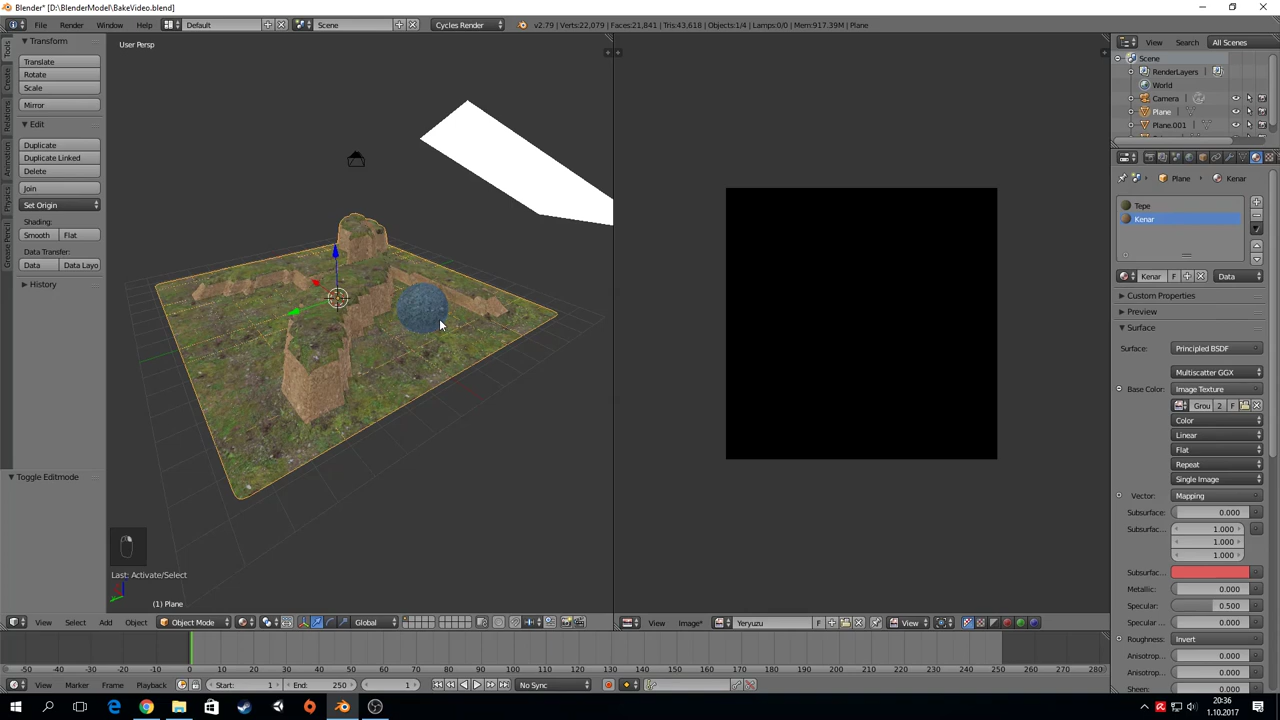 Blender* [D:\BlenderModel\BakeVideo.blend]
File Render Window Help Default Scene Cycles Render v2.79 | Verts:22,079 | Faces:21,841 | Tris:43,618 | Objects:1/4 | Lamps:0/0 | Mem:917.39M | Plane
Transform
Translate
Rotate
Scale
Mirror
Edit
Duplicate
Duplicate Linked
Delete
Join
Set Origin
Shading:
Smooth Flat
Data Transfer:
Data Data Layo
History
Toggle Editmode
Tools
Create
Relations
Animation
Physics
Grease Pencil
User Persp
Last: Activate/Select
(1) Plane
View Select Add Object Object Mode Global
View Image* Yeryuzu F View
View Search All Scenes
Scene
RenderLayers
World
Camera
Plane
Plane.001
Plane Kenar
Tepe
Kenar
Kenar F Data
Custom Properties
Preview
Surface
Surface: Principled BSDF
Multiscatter GGX
Base Color: Image Texture
Grou 2 F
Color
Linear
Flat
Repeat
Single Image
Vector: Mapping
Subsurface: 0.000
Subsurfac... 1.000
1.000
1.000
Subsurfac...
Metallic: 0.000
Specular: 0.500
Specular ... 0.000
Roughness: Invert
Anisotrop... 0.000
Anisotrop... 0.000
Sheen: 0.000
-50 -40 -30 -20 -10 0 10 20 30 40 50 60 70 80 90 100 110 120 130 140 150 160 170 180 190 200 210 220 230 240 250 260 270 280
View Marker Frame Playback Start: 1 End: 250 1 No Sync
20:36
1.10.2017